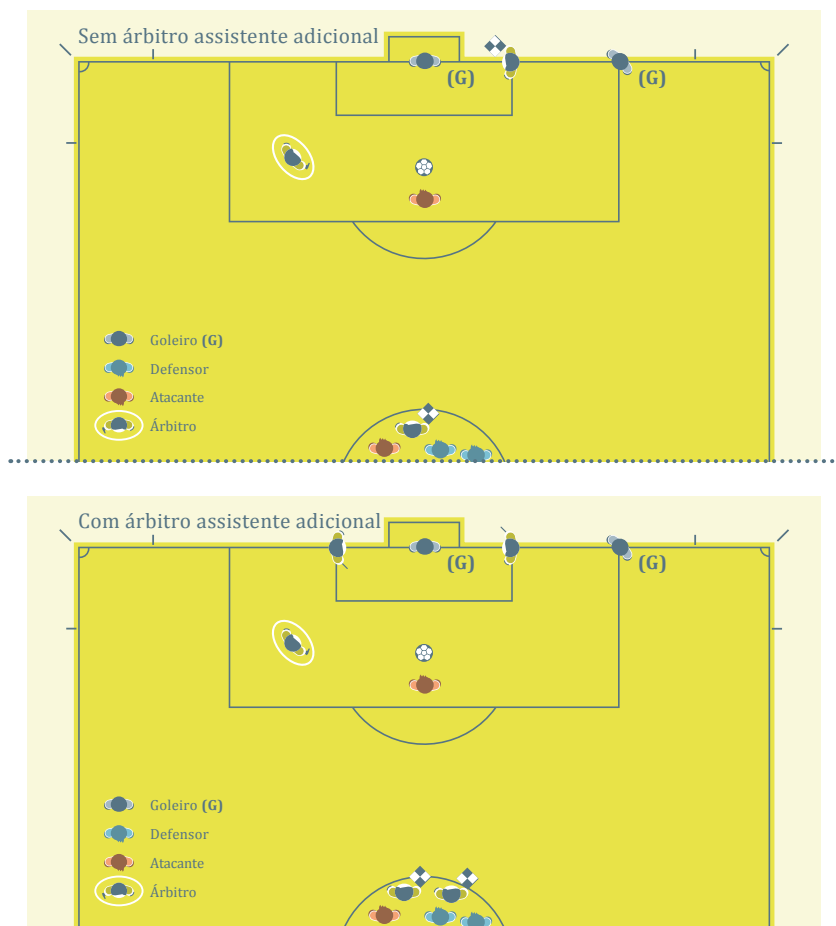 Sem árbitro assistente adicional
(G) (G)
Goleiro (G)
Defensor
Atacante
Árbitro
Com árbitro assistente adicional
(G) (G)
Goleiro (G)
Defensor
Atacante
Árbitro